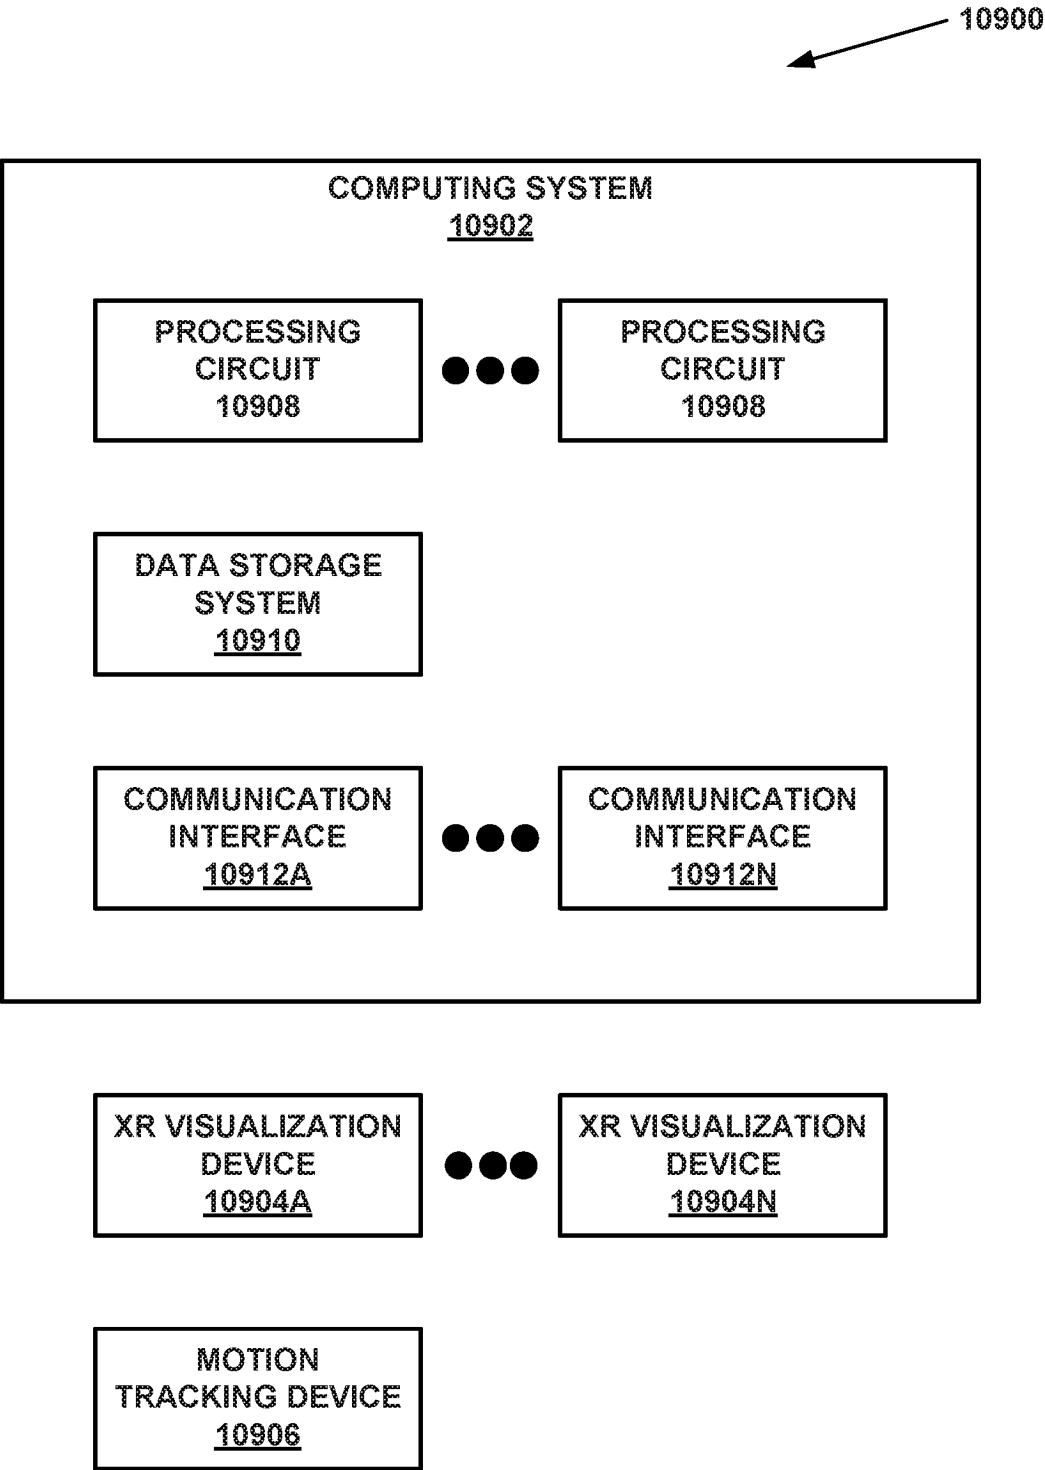 10900
COMPUTING SYSTEM
10902
PROCESSING
CIRCUIT
10908
PROCESSING
CIRCUIT
10908
DATA STORAGE
SYSTEM
10910
COMMUNICATION
INTERFACE
10912A
COMMUNICATION
INTERFACE
10912N
XR VISUALIZATION
DEVICE
10904A
XR VISUALIZATION
DEVICE
10904N
MOTION
TRACKING DEVICE
10906